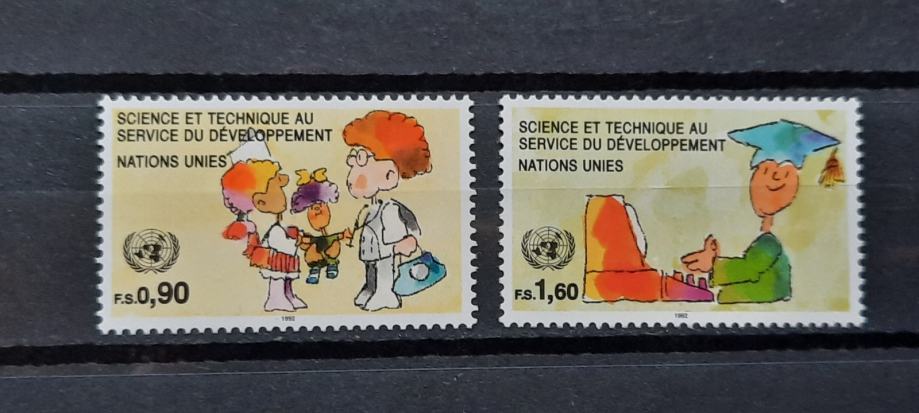 SCIENCE ET TECHNIQUE AU
SERVICE DU DÉVELOPPEMENT
NATIONS UNIES
F.S.0,90
1992
SCIENCE ET TECHNIQUE AU
SERVICE DU DÉVELOPPEMENT
NATIONS UNIES
F.S.1,60
1992